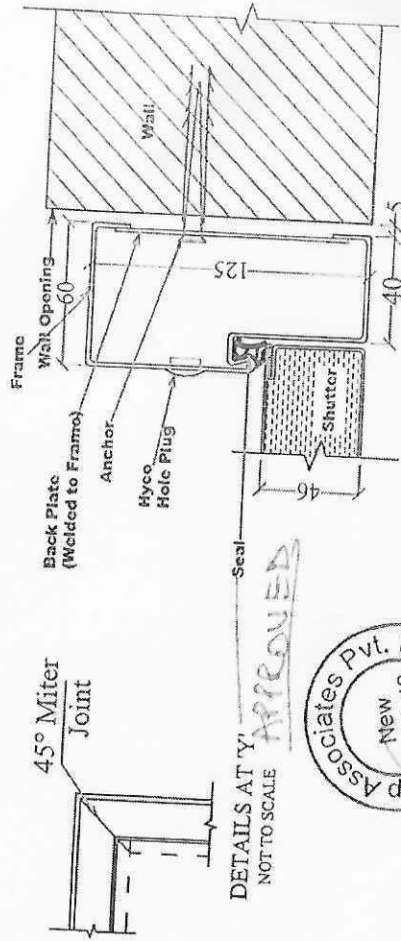 45° Miter
Joint
DETAILS AT 'Y'
NOT TO SCALE
APPROVED
Frame
Wall Opening
60
Back Plate
(Welded to Frame)
Anchor
Hyco
Hole Plug
Seal
125
Wall
46
Shutter
40
5
Associates Pvt.
New